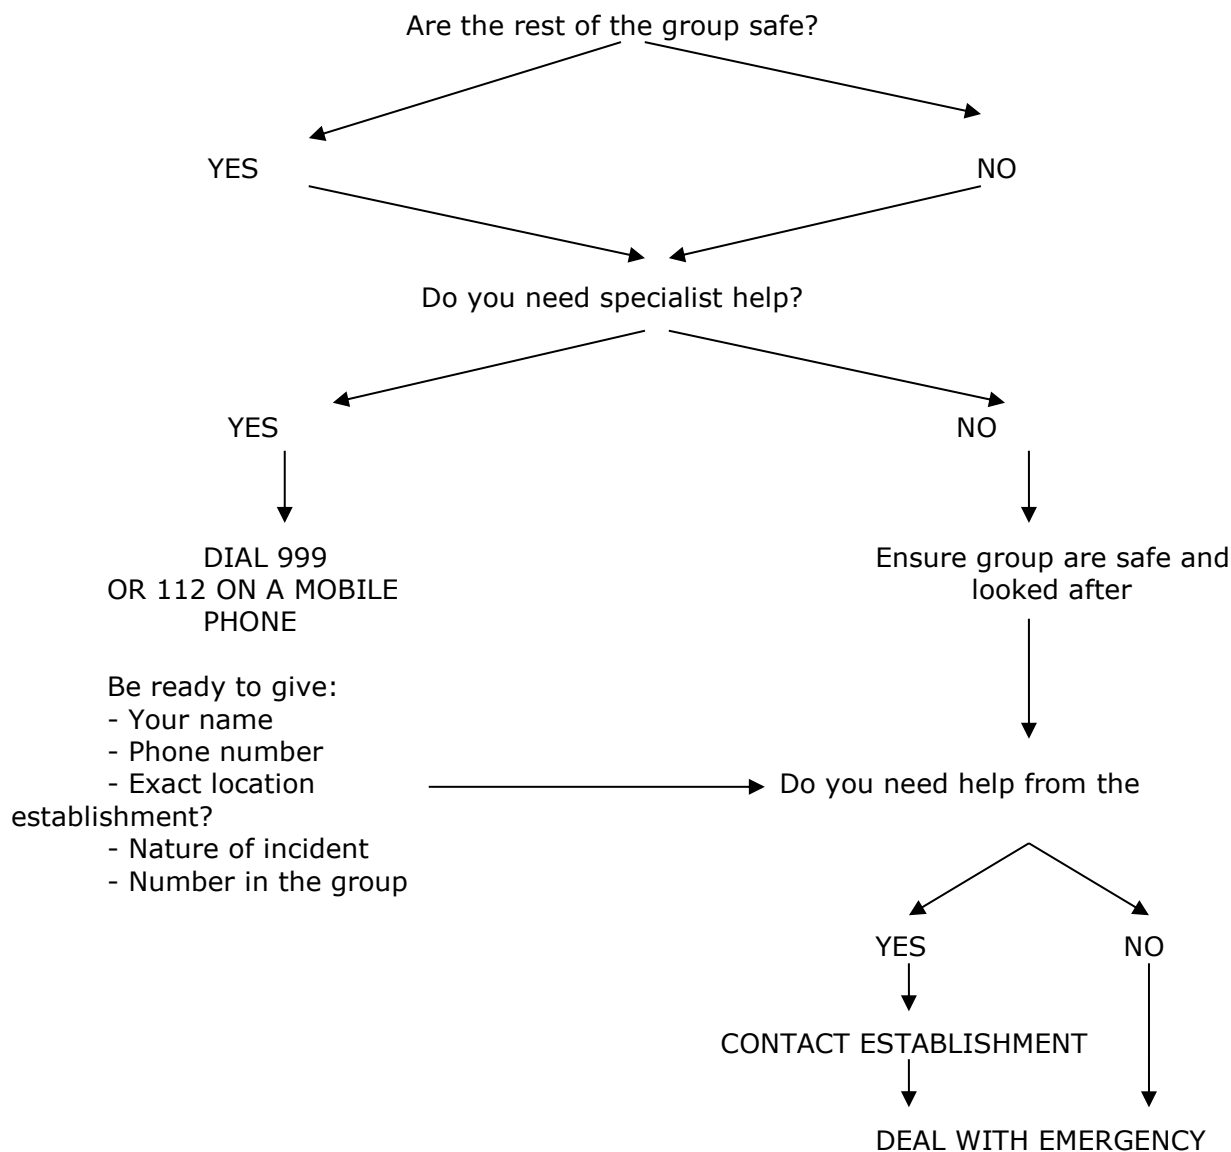 Are the rest of the group safe?
YES
NO
Do you need specialist help?
YES
NO
DIAL 999
OR 112 ON A MOBILE
PHONE
Ensure group are safe and
looked after
Be ready to give:
- Your name
- Phone number
- Exact location
Do you need help from the
establishment?
- Nature of incident
- Number in the group
YES
NO
CONTACT ESTABLISHMENT
DEAL WITH EMERGENCY